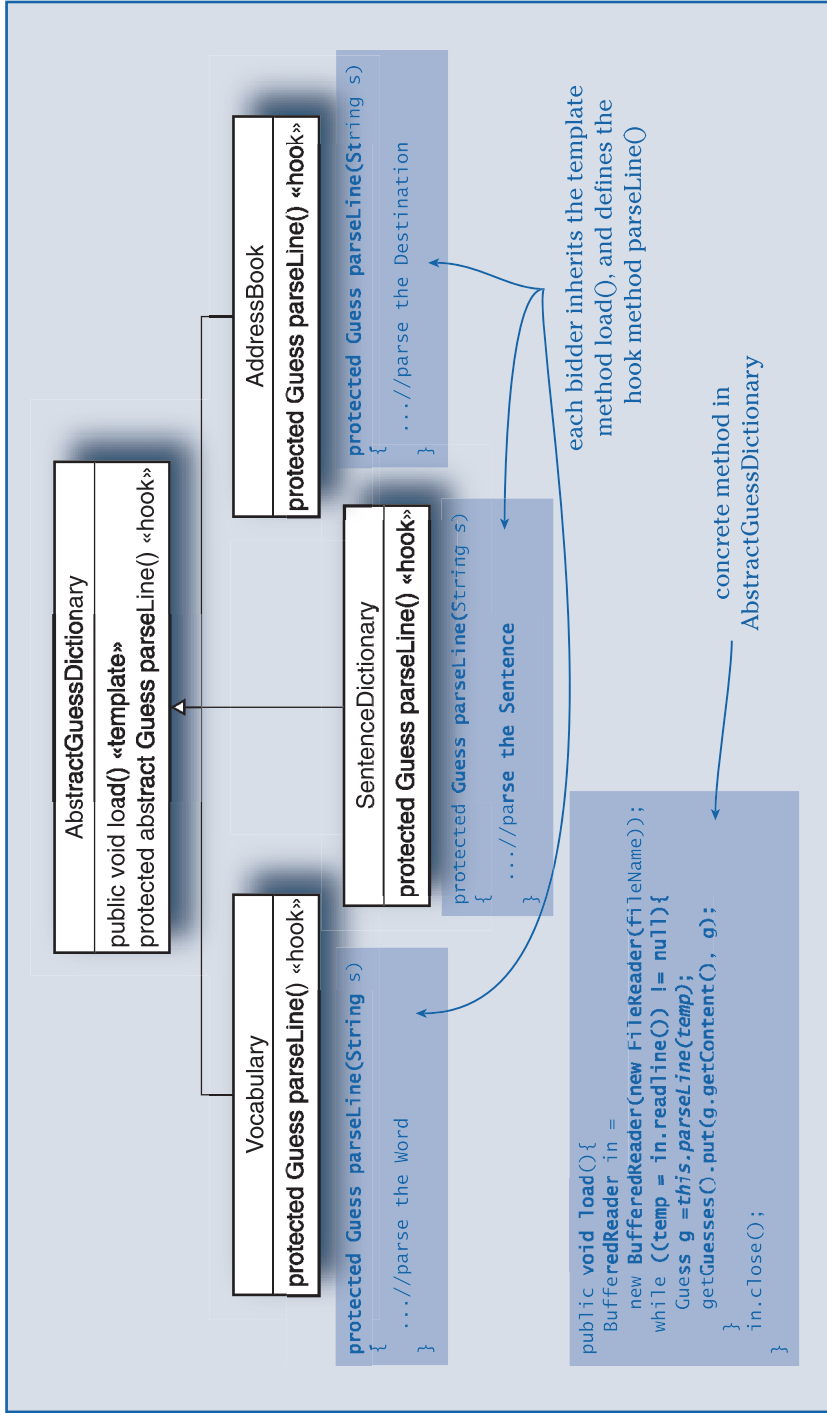 AbstractGuessDictionary
public void load() «template»
protected abstract Guess parseLine() «hook»
Vocabulary
protected Guess parseLine() «hook»
protected Guess parseLine(String s)
{
...//parse the Word
}
SentenceDictionary
protected Guess parseLine() «hook»
protected Guess parseLine(String s)
{
...//parse the Sentence
}
AddressBook
protected Guess parseLine() «hook»
protected Guess parseLine(String s)
{
...//parse the Destination
}
each bidder inherits the template
method load(), and defines the
hook method parseLine()
public void load(){
BufferedReader in =
new BufferedReader(new FileReader(fileName));
while ((temp = in.readline()) != null){
Guess g =this.parseLine(temp);
getGuesses().put(g.getContent(), g);
}
in.close();
}
concrete method in
AbstractGuessDictionary